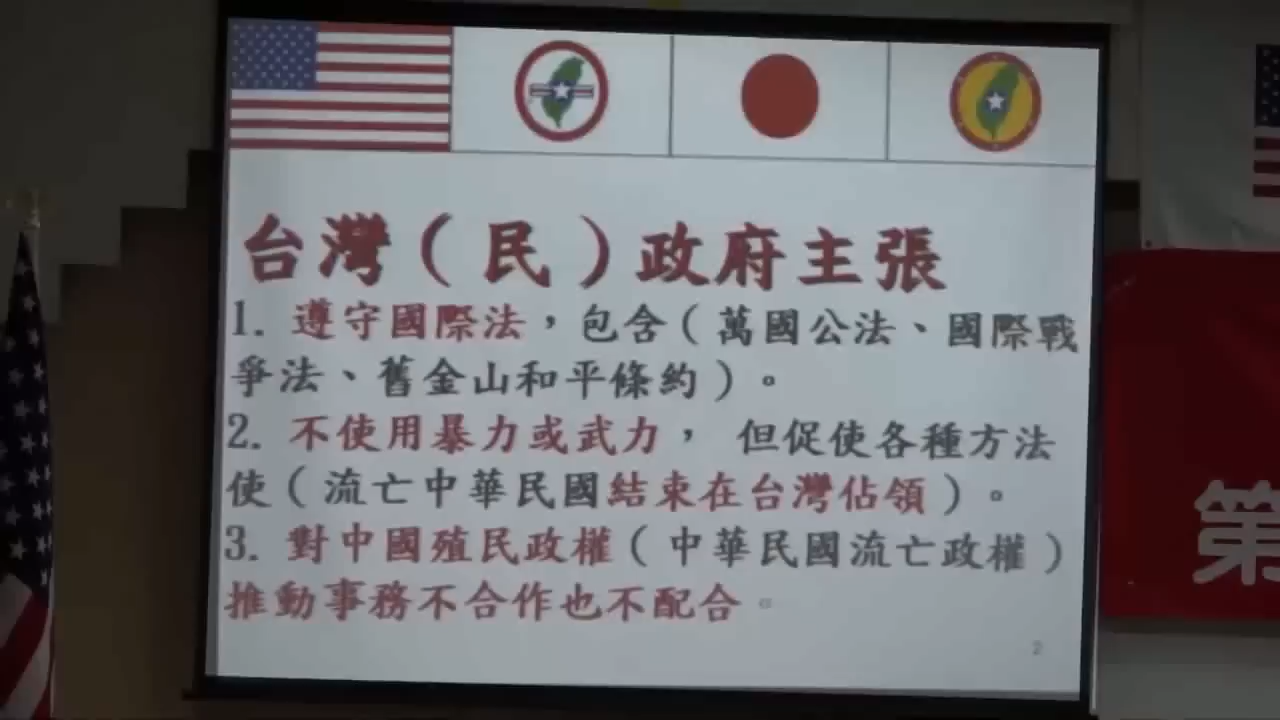 台灣（民）政府主張
1. 遵守國際法，包含（萬國公法、國際戰
爭法、舊金山和平條約）。
2. 不使用暴力或武力， 但促使各種方法
使（流亡中華民國結束在台灣佔領）。
3. 對中國殖民政權（中華民國流亡政權）
推動事務不合作也不配合。
2
第